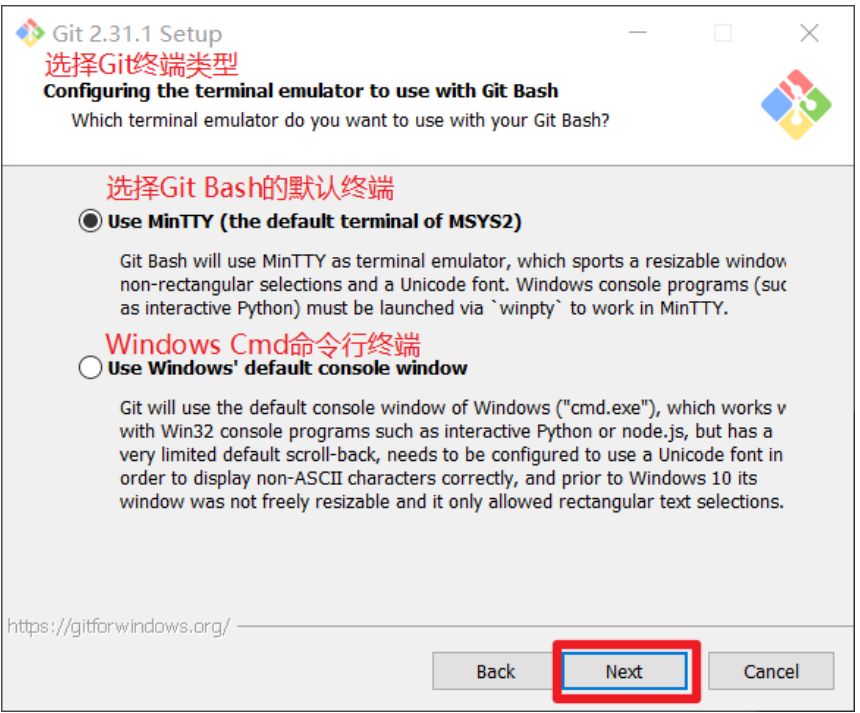 Git 2.31.1 Setup
选择Git终端类型
Configuring the terminal emulator to use with Git Bash
Which terminal emulator do you want to use with your Git Bash?
选择Git Bash的默认终端
Use MinTTY (the default terminal of MSYS2)
Git Bash will use MinTTY as terminal emulator, which sports a resizable window
non-rectangular selections and a Unicode font. Windows console programs (suc
as interactive Python) must be launched via `winpty` to work in MinTTY.
Windows Cmd命令行终端
Use Windows' default console window
Git will use the default console window of Windows ("cmd.exe"), which works w
with Win32 console programs such as interactive Python or node.js, but has a
very limited default scroll-back, needs to be configured to use a Unicode font in
order to display non-ASCII characters correctly, and prior to Windows 10 its
window was not freely resizable and it only allowed rectangular text selections.
https://gitforwindows.org/
Back
Next
Cancel